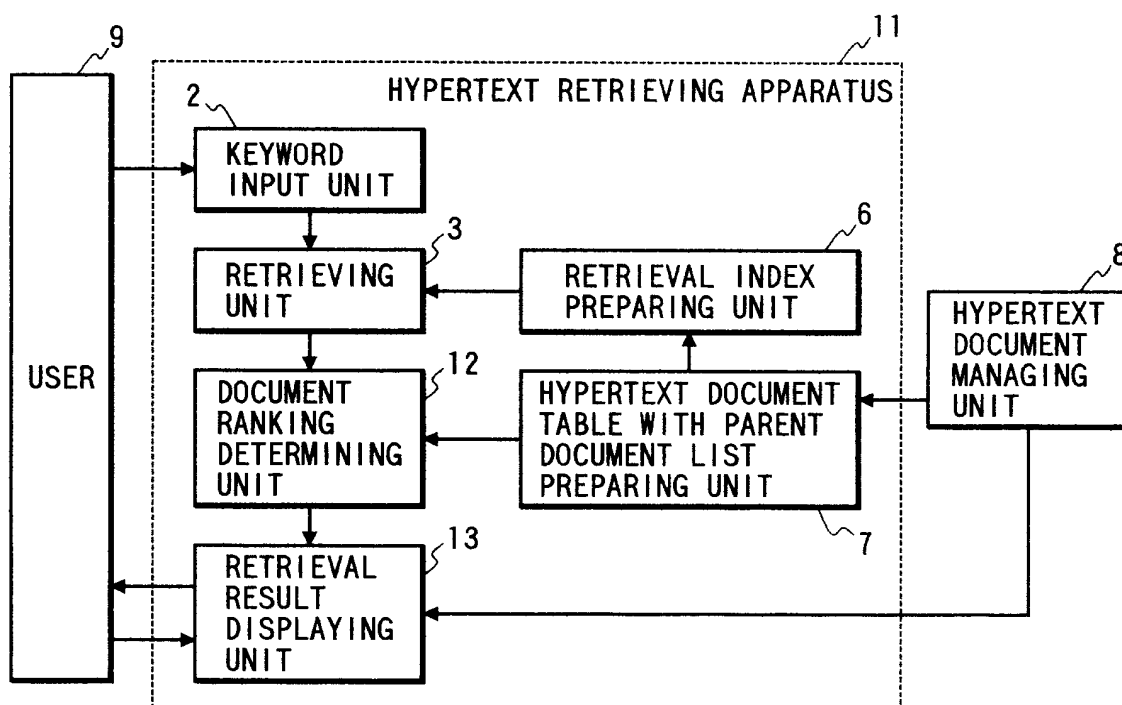 11
9
HYPERTEXT RETRIEVING APPARATUS
2
KEYWORD
INPUT UNIT
3
RETRIEVING
UNIT
6
RETRIEVAL INDEX
PREPARING UNIT
8
HYPERTEXT
DOCUMENT
MANAGING
UNIT
USER
12
DOCUMENT
RANKING
DETERMINING
UNIT
HYPERTEXT DOCUMENT
TABLE WITH PARENT
DOCUMENT LIST
PREPARING UNIT
7
13
RETRIEVAL
RESULT
DISPLAYING
UNIT